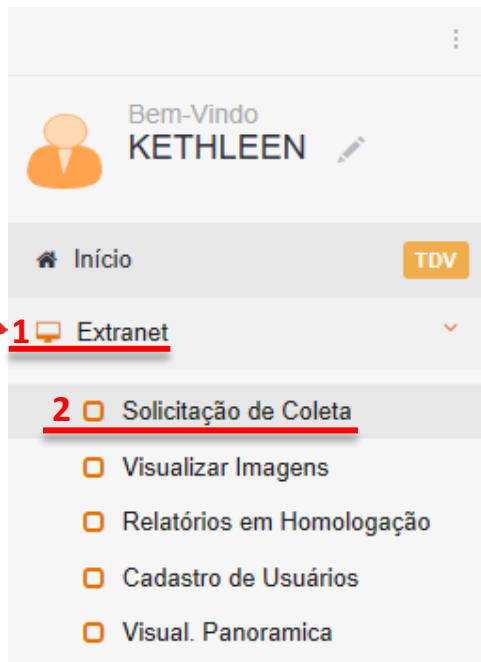 Bem-Vindo
KETHLEEN
Início TDV
1 Extranet
2 Solicitação de Coleta
Visualizar Imagens
Relatórios em Homologação
Cadastro de Usuários
Visual. Panoramica